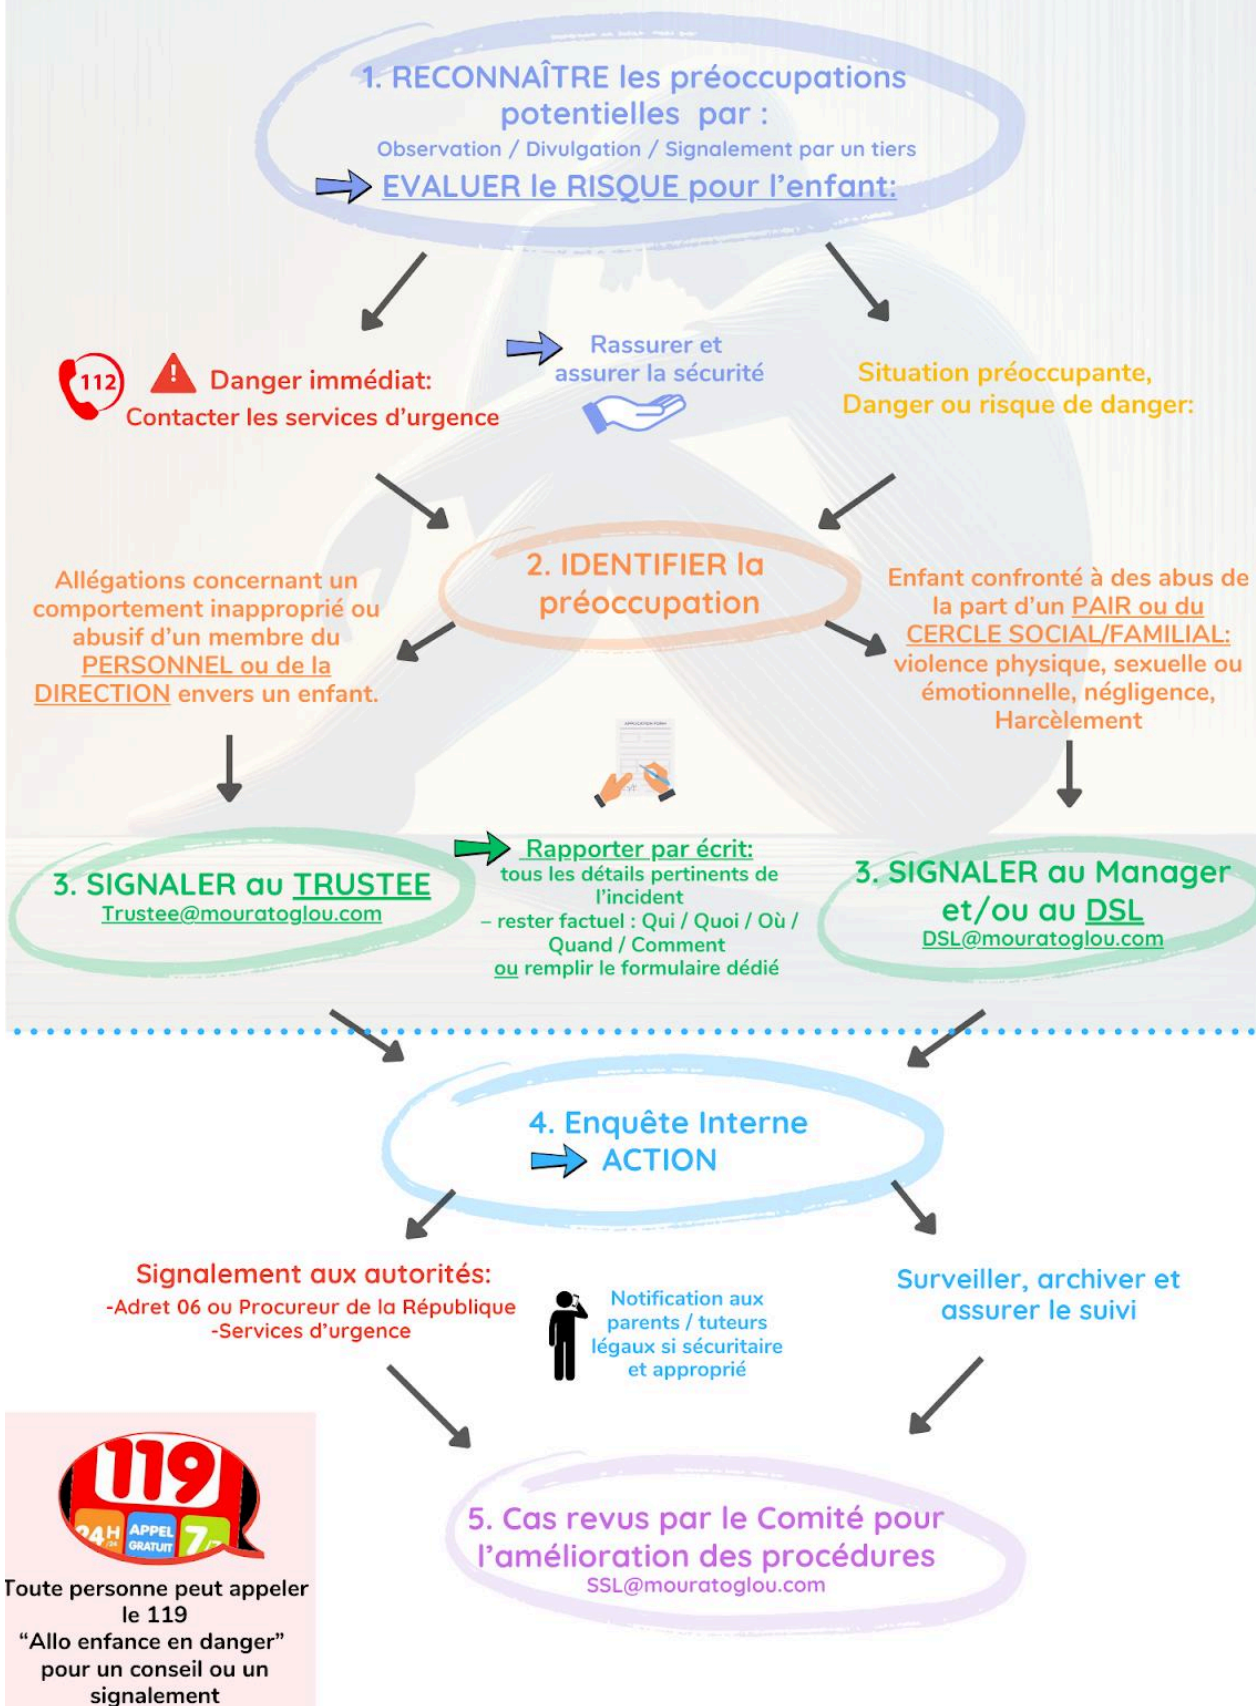 1. RECONNAÎTRE les préoccupations
potentielles par :
Observation / Divulgation / Signalement par un tiers
EVALUER le RISQUE pour l'enfant:
112
Danger immédiat:
Contacter les services d'urgence
Rassurer et
assurer la sécurité
Situation préoccupante,
Danger ou risque de danger:
2. IDENTIFIER la
préoccupation
Allégations concernant un
comportement inapproprié ou
abusif d'un membre du
PERSONNEL ou de la
DIRECTION envers un enfant.
Enfant confronté à des abus de
la part d'un PAIR ou du
CERCLE SOCIAL/FAMILIAL:
violence physique, sexuelle ou
émotionnelle, négligence,
Harcèlement
APPLICATION FORM
3. SIGNALER au TRUSTEE
Trustee@mouratoglou.com
Rapporter par écrit:
tous les détails pertinents de
l'incident
– rester factuel : Qui / Quoi / Où /
Quand / Comment
ou remplir le formulaire dédié
3. SIGNALER au Manager
et/ou au DSL
DSL@mouratoglou.com
4. Enquête Interne
ACTION
Signalement aux autorités:
-Adret 06 ou Procureur de la République
-Services d'urgence
Notification aux
parents / tuteurs
légaux si sécuritaire
et approprié
Surveiller, archiver et
assurer le suivi
5. Cas revus par le Comité pour
l'amélioration des procédures
SSL@mouratoglou.com
119
24H/24 APPEL GRATUIT 7/7
Toute personne peut appeler
le 119
“Allo enfance en danger”
pour un conseil ou un
signalement